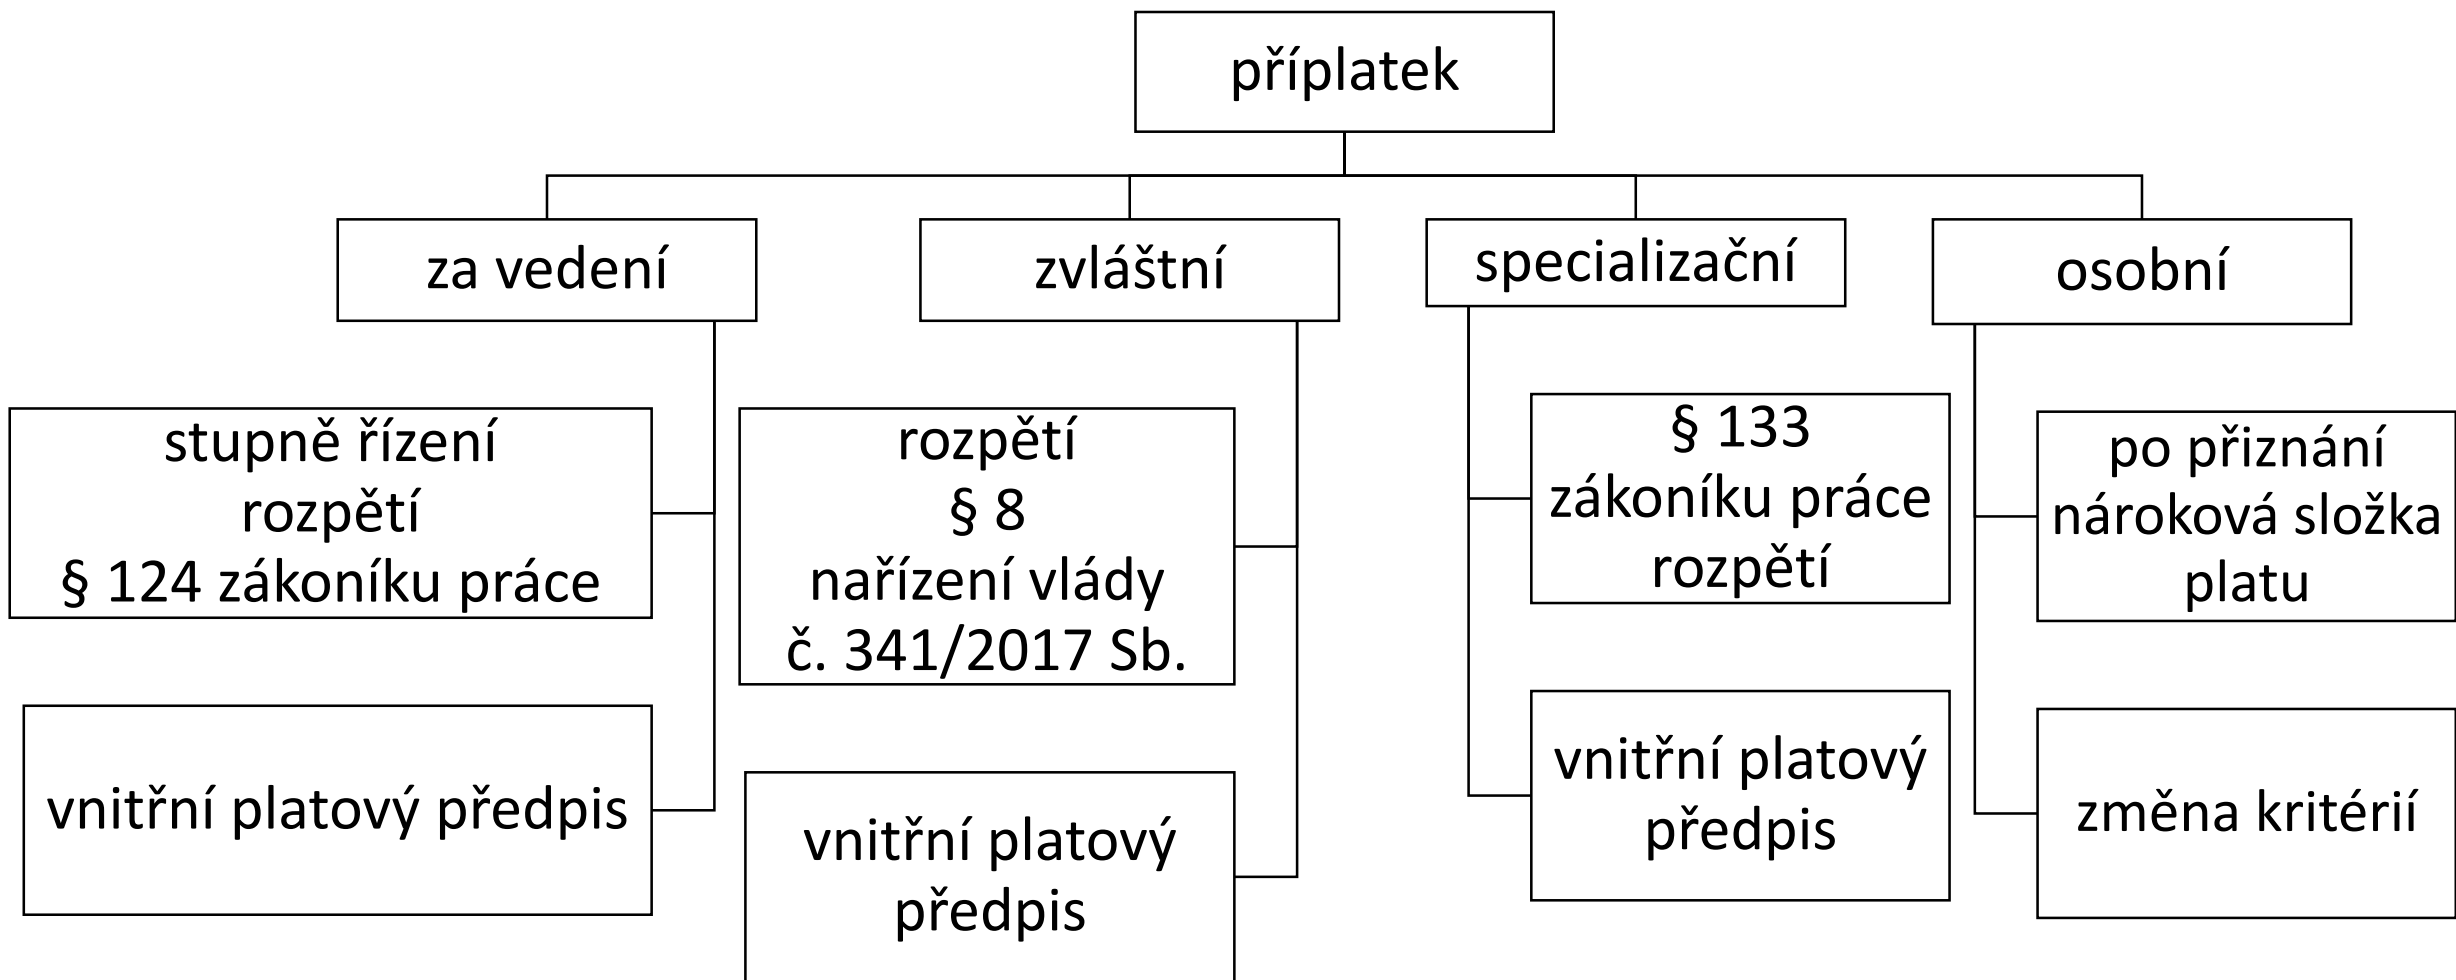 příplatek
za vedení
stupně řízení
rozpětí
§ 124 zákoníku práce
vnitřní platový předpis
zvláštní
rozpětí
§ 8
nařízení vlády
č. 341/2017 Sb.
vnitřní platový
předpis
specializační
§ 133
zákoníku práce
rozpětí
vnitřní platový
předpis
osobní
po přiznání
nároková složka
platu
změna kritérií